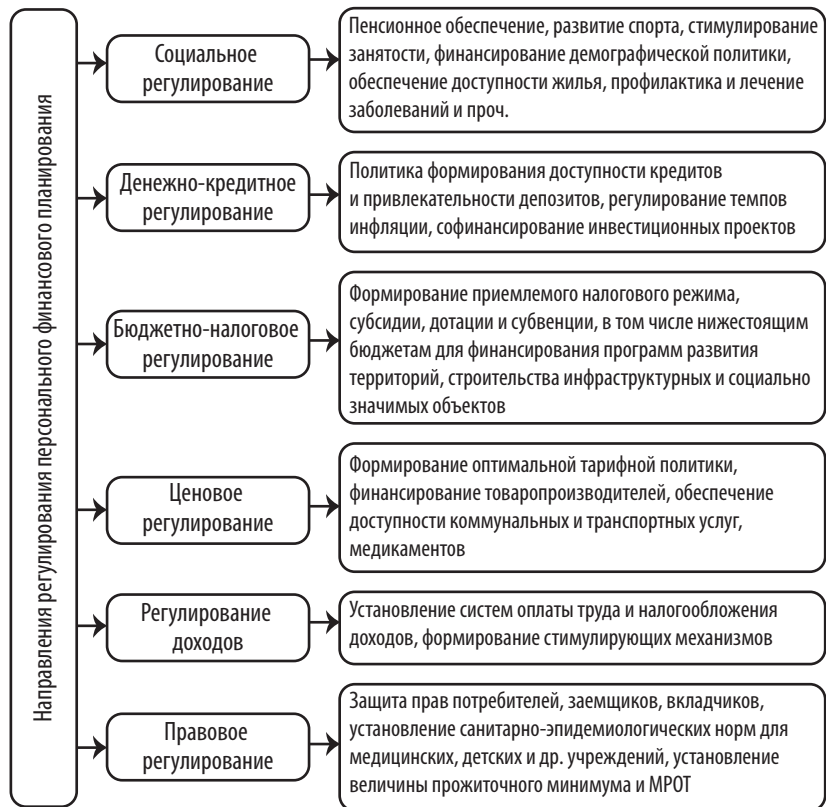 Направления регулирования персонального финансового планирования
Социальное
регулирование
Пенсионное обеспечение, развитие спорта, стимулирование
занятости, финансирование демографической политики,
обеспечение доступности жилья, профилактика и лечение
заболеваний и проч.
Денежно-кредитное
регулирование
Политика формирования доступности кредитов
и привлекательности депозитов, регулирование темпов
инфляции, софинансирование инвестиционных проектов
Бюджетно-налоговое
регулирование
Формирование приемлемого налогового режима,
субсидии, дотации и субвенции, в том числе нижестоящим
бюджетам для финансирования программ развития
территорий, строительства инфраструктурных и социально
значимых объектов
Ценовое
регулирование
Формирование оптимальной тарифной политики,
финансирование товаропроизводителей, обеспечение
доступности коммунальных и транспортных услуг,
медикаментов
Регулирование
доходов
Установление систем оплаты труда и налогообложения
доходов, формирование стимулирующих механизмов
Правовое
регулирование
Защита прав потребителей, заемщиков, вкладчиков,
установление санитарно-эпидемиологических норм для
медицинских, детских и др. учреждений, установление
величины прожиточного минимума и МРОТ